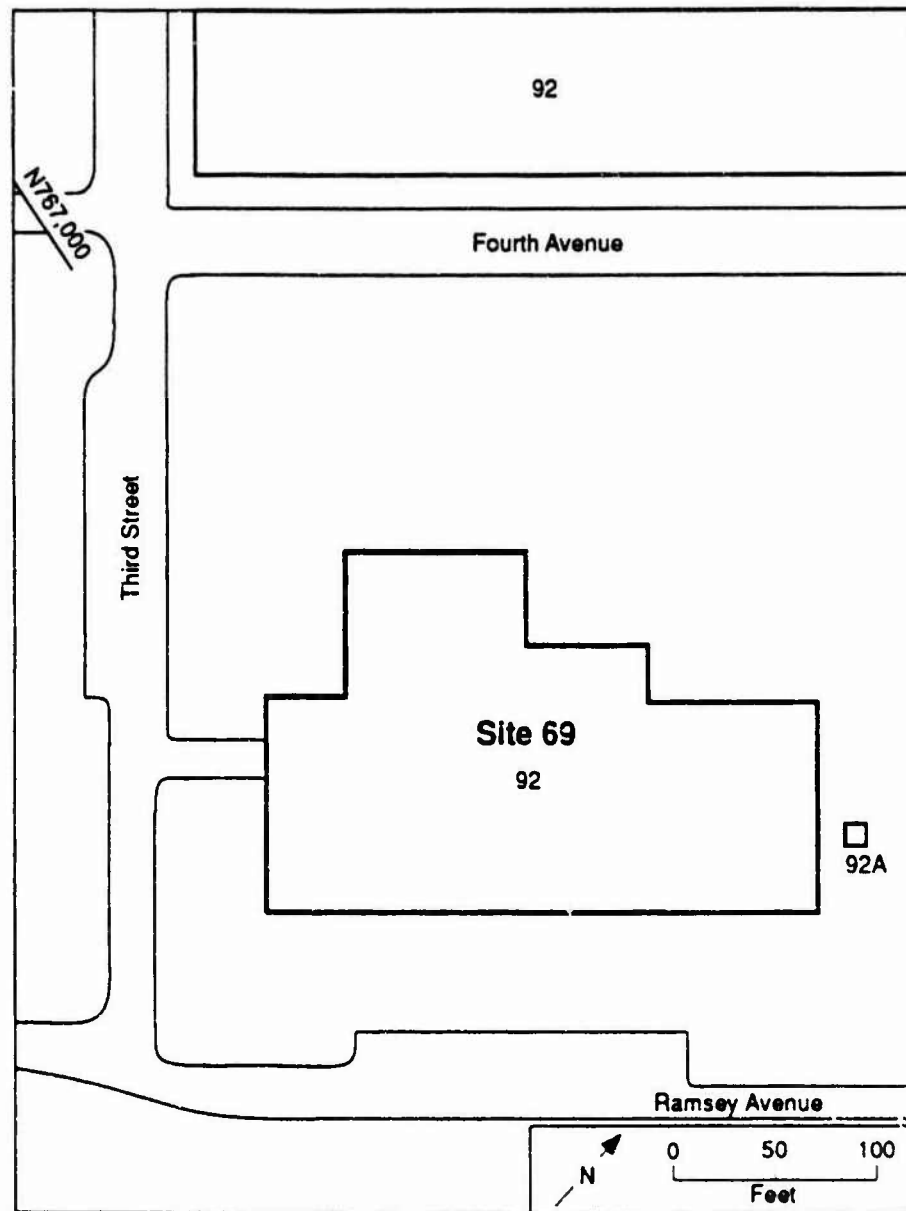 92
N767,000
Fourth Avenue
Third Street
Site 69
92
92A
Ramsey Avenue
N
0 50 100
Feet